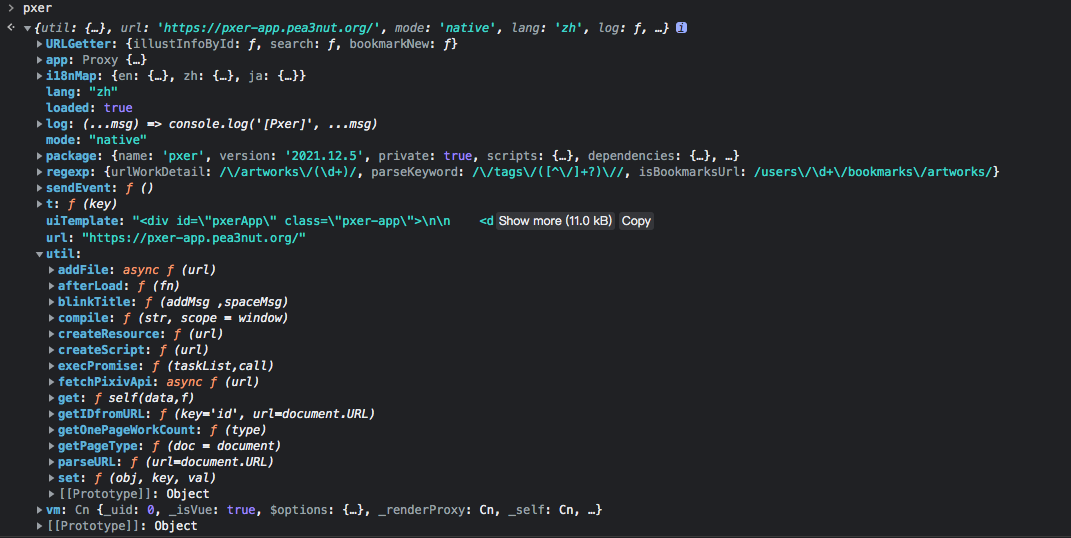 pxer
{util: {…}, url: 'https://pxer-app.pea3nut.org/', mode: 'native', lang: 'zh', log: ƒ, …} i
URLGetter: {illustInfoById: ƒ, search: ƒ, bookmarkNew: ƒ}
app: Proxy {…}
i18nMap: {en: {…}, zh: {…}, ja: {…}}
lang: "zh"
loaded: true
log: (...msg) => console.log('[Pxer]', ...msg)
mode: "native"
package: {name: 'pxer', version: '2021.12.5', private: true, scripts: {…}, dependencies: {…}, …}
regexp: {urlWorkDetail: /\/artworks/(\d+)/, parseKeyword: /\/tags\/([^\/]+?)\//, isBookmarksUrl: /users\/\d+\/bookmarks\/artworks/}
sendEvent: ƒ ()
t: ƒ (key)
uiTemplate: "<div id=\"pxerApp\" class=\"pxer-app\">\n\n    <d Show more (11.0 kB) Copy
url: "https://pxer-app.pea3nut.org/"
util:
addFile: async ƒ (url)
afterLoad: ƒ (fn)
blinkTitle: ƒ (addMsg ,spaceMsg)
compile: ƒ (str, scope = window)
createResource: ƒ (url)
createScript: ƒ (url)
execPromise: ƒ (taskList,call)
fetchPixivApi: async ƒ (url)
get: ƒ self(data,f)
getIDfromURL: ƒ (key='id', url=document.URL)
getOnePageWorkCount: ƒ (type)
getPageType: ƒ (doc = document)
parseURL: ƒ (url=document.URL)
set: ƒ (obj, key, val)
[[Prototype]]: Object
vm: Cn {_uid: 0, _isVue: true, $options: {…}, _renderProxy: Cn, _self: Cn, …}
[[Prototype]]: Object